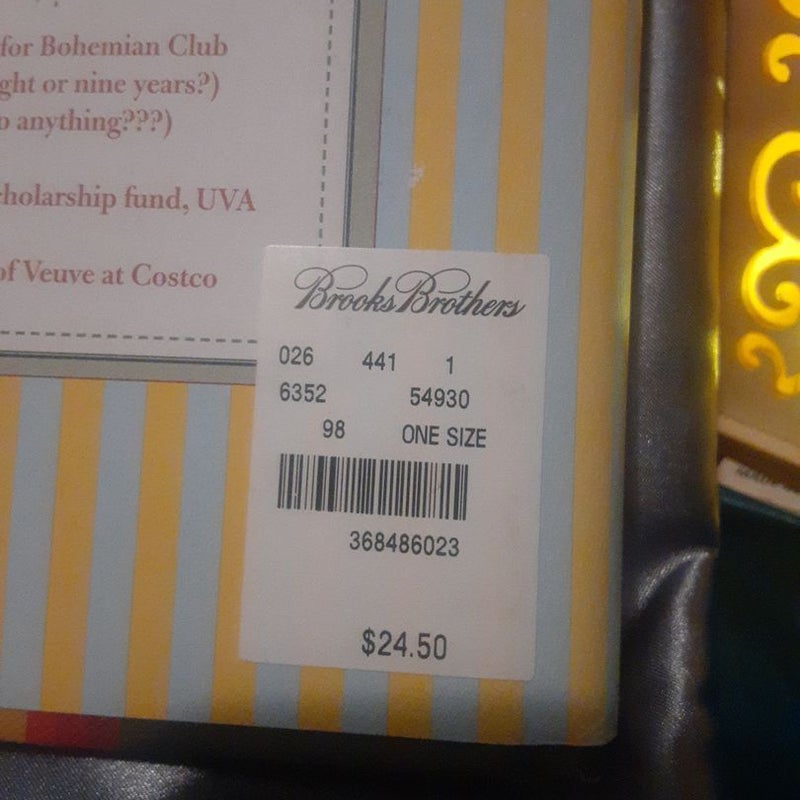 for Bohemian Club
ght or nine years?)
o anything???)
cholarship fund, UVA
of Veuve at Costco
Brooks Brothers
026 441 1
6352 54930
98 ONE SIZE
368486023
$24.50